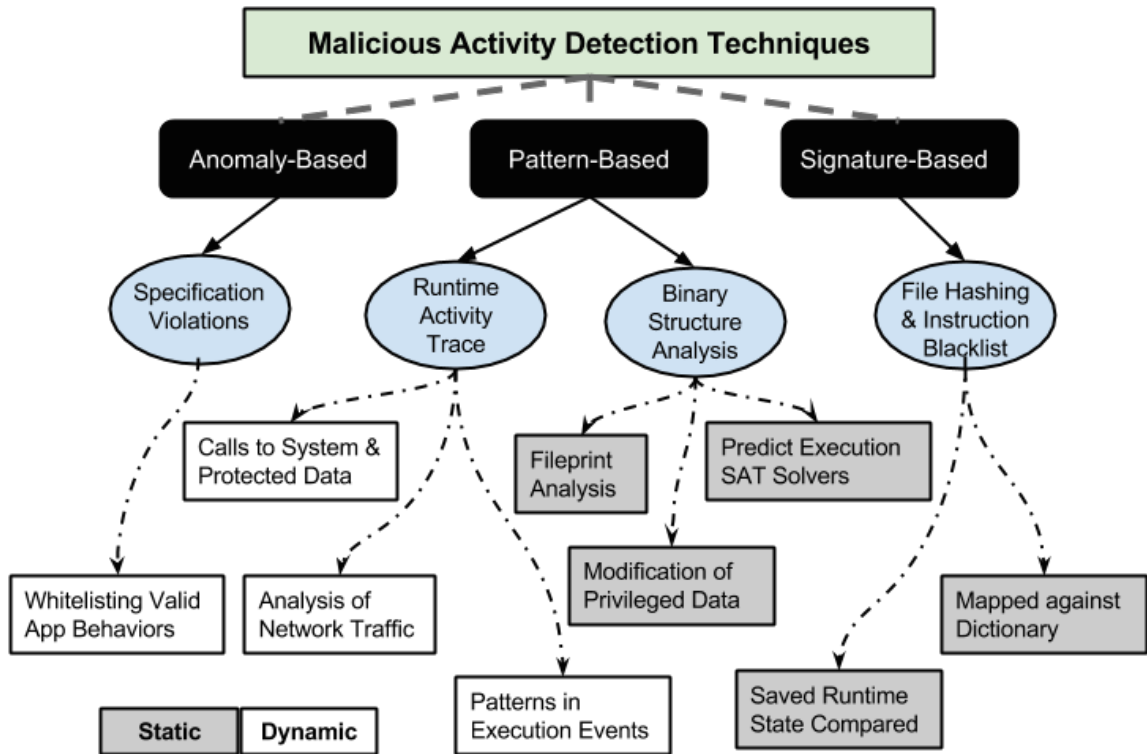 Malicious Activity Detection Techniques
Anomaly-Based
Pattern-Based
Signature-Based
Specification
Violations
Runtime
Activity
Trace
Binary
Structure
Analysis
File Hashing
& Instruction
Blacklist
Calls to System &
Protected Data
Fileprint
Analysis
Predict Execution
SAT Solvers
Whitelisting Valid
App Behaviors
Analysis of
Network Traffic
Modification of
Privileged Data
Mapped against
Dictionary
Patterns in
Execution Events
Saved Runtime
State Compared
Static
Dynamic